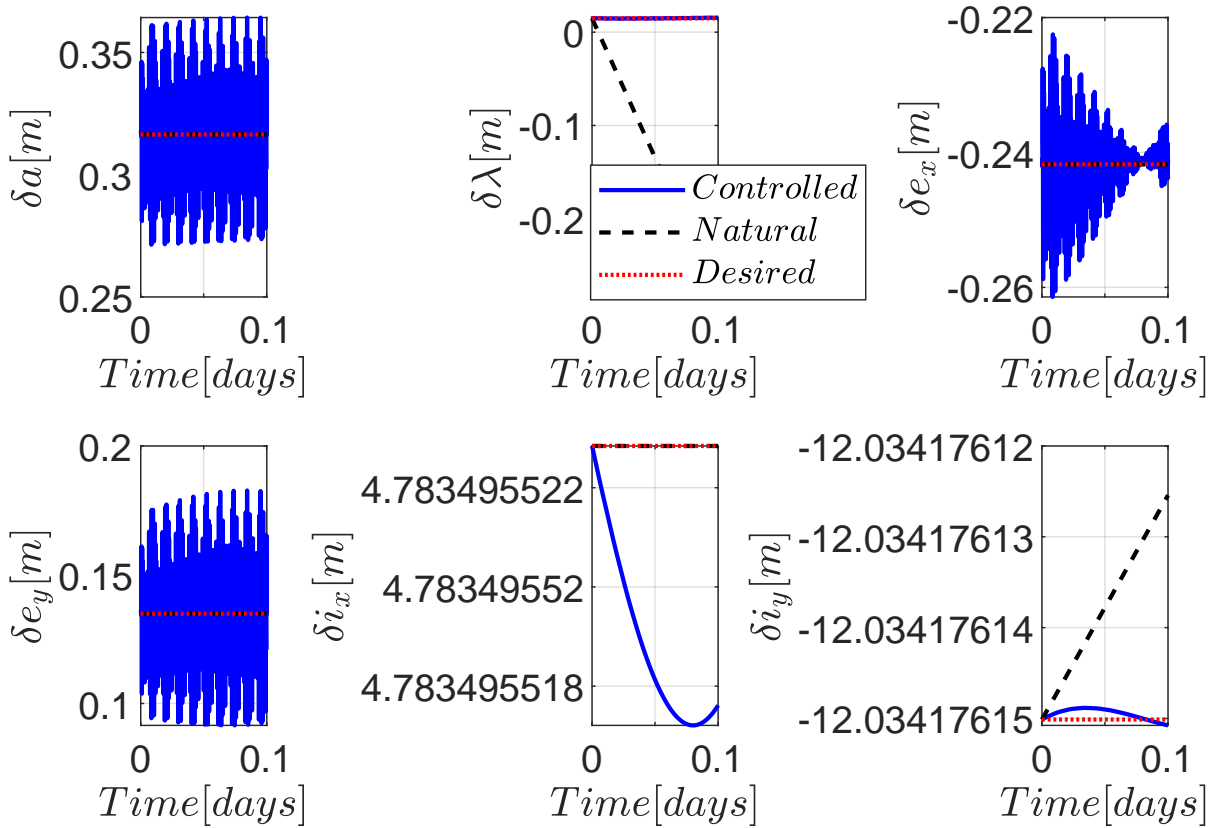 δa[m]
0.35
0.3
0.25
0
0.1
Time[days]
δλ[m]
0
-0.1
-0.2
Controlled
Natural
Desired
0
0.1
Time[days]
δe_x[m]
-0.22
-0.24
-0.26
0
0.1
Time[days]
δe_y[m]
0.2
0.15
0.1
0
0.1
Time[days]
δi_x[m]
4.783495522
4.78349552
4.783495518
0
0.1
Time[days]
δi_y[m]
-12.03417612
-12.03417613
-12.03417614
-12.03417615
0
0.1
Time[days]